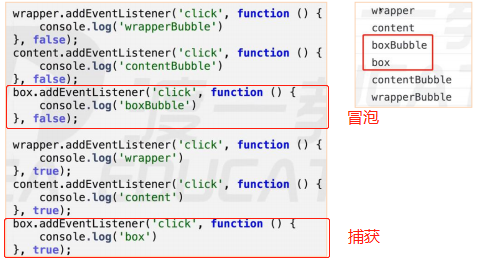 wrapper.addEventListener('click', function () {
    console.log('wrapperBubble')
}, false);
content.addEventListener('click', function () {
    console.log('contentBubble')
}, false);
box.addEventListener('click', function () {
    console.log('boxBubble')
}, false);
wrapper.addEventListener('click', function () {
    console.log('wrapper')
}, true);
content.addEventListener('click', function () {
    console.log('content')
}, true);
box.addEventListener('click', function () {
    console.log('box')
}, true);
wrapper
content
boxBubble
box
contentBubble
wrapperBubble
冒泡
捕获